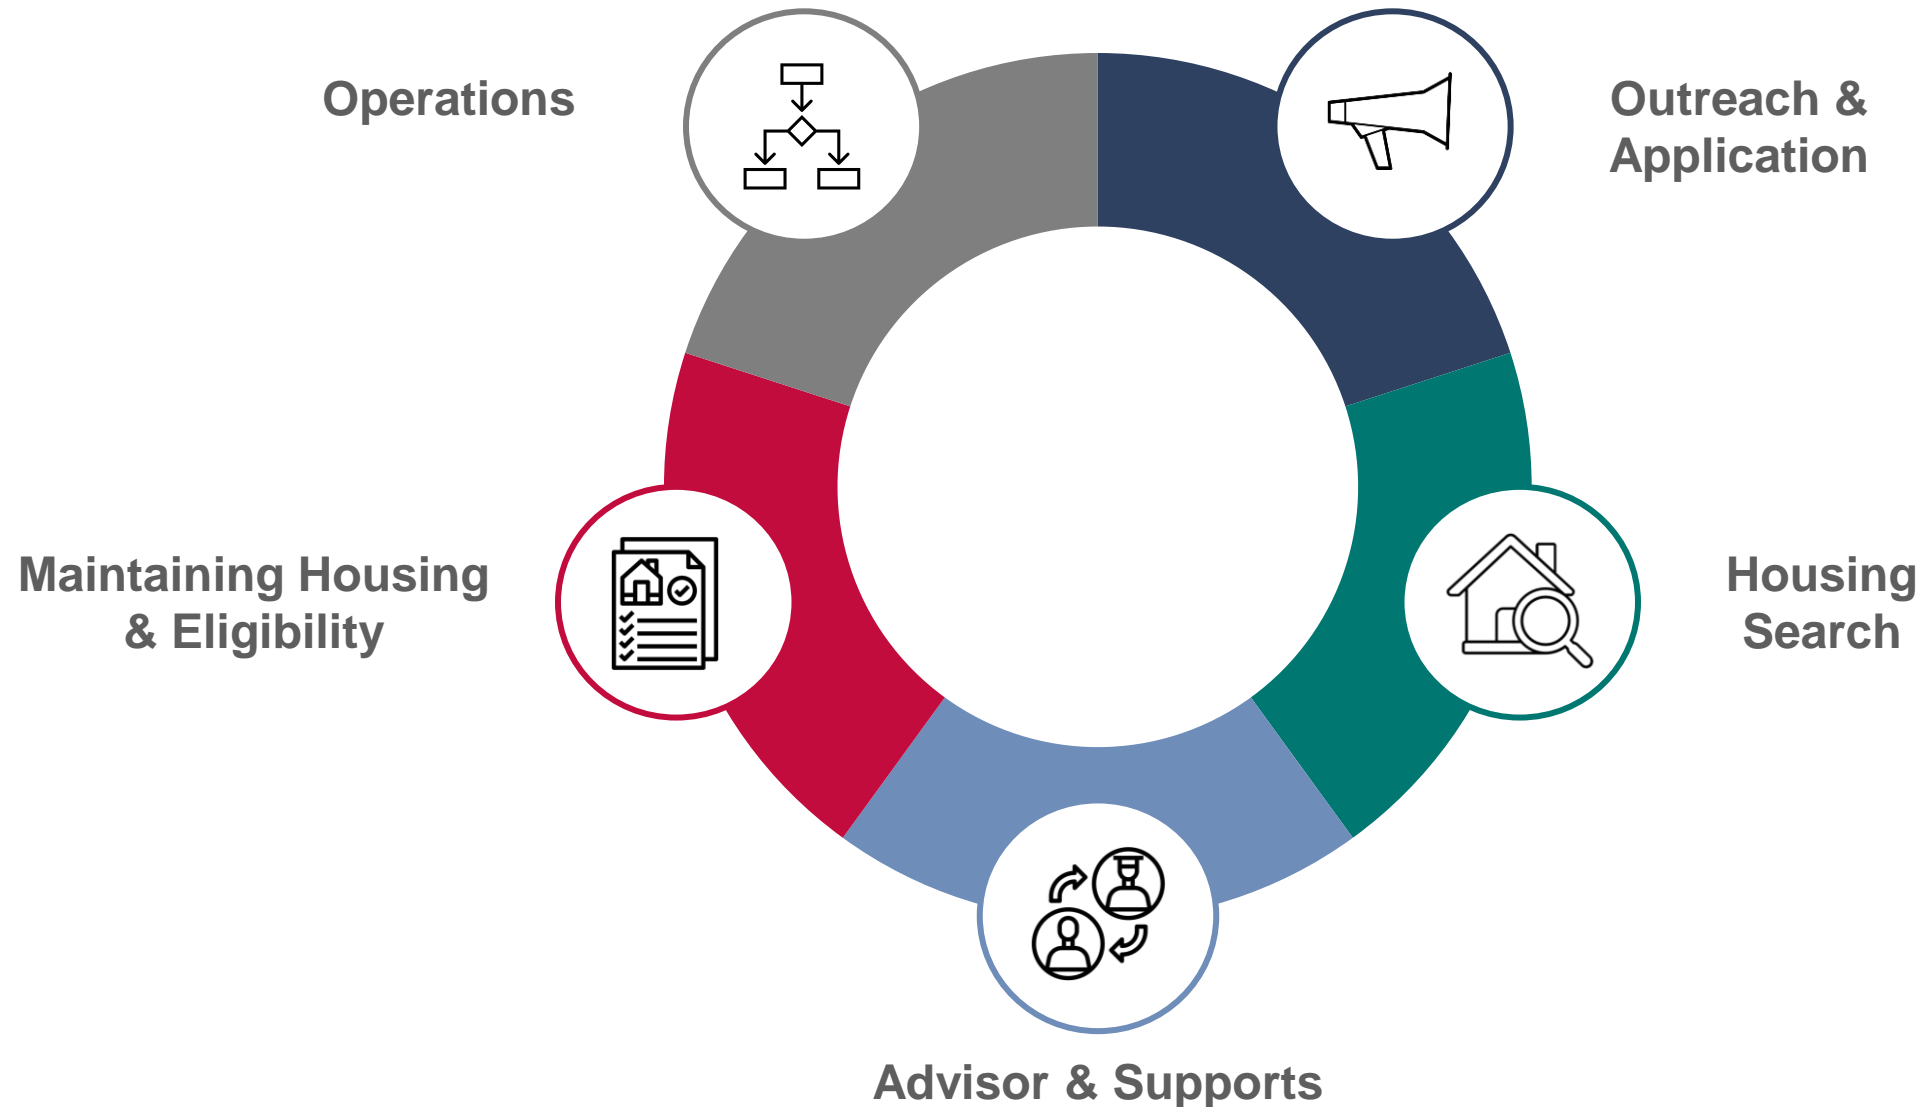 Operations
Outreach &
Application
Maintaining Housing
& Eligibility
Housing
Search
Advisor & Supports